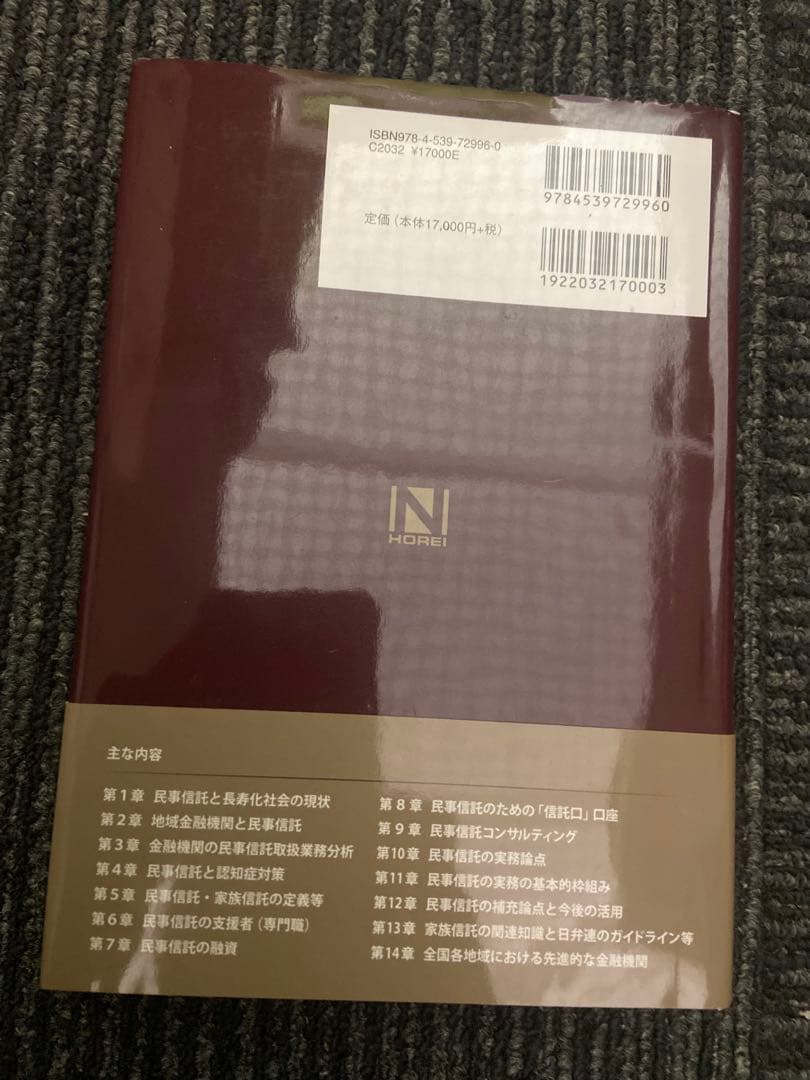 ISBN978-4-539-72996-0
C2032 ¥17000E
定価(本体17,000円+税)
9784539729960
1922032170003
N
HOREI
主な内容
第1章 民事信託と長寿化社会の現状
第2章 地域金融機関と民事信託
第3章 金融機関の民事信託取扱業務分析
第4章 民事信託と認知症対策
第5章 民事信託・家族信託の定義等
第6章 民事信託の支援者(専門職)
第7章 民事信託の融資
第8章 民事信託のための「信託口」口座
第9章 民事信託コンサルティング
第10章 民事信託の実務論点
第11章 民事信託の実務の基本的枠組み
第12章 民事信託の補充論点と今後の活用
第13章 家族信託の関連知識と日弁連のガイドライン等
第14章 全国各地域における先進的な金融機関